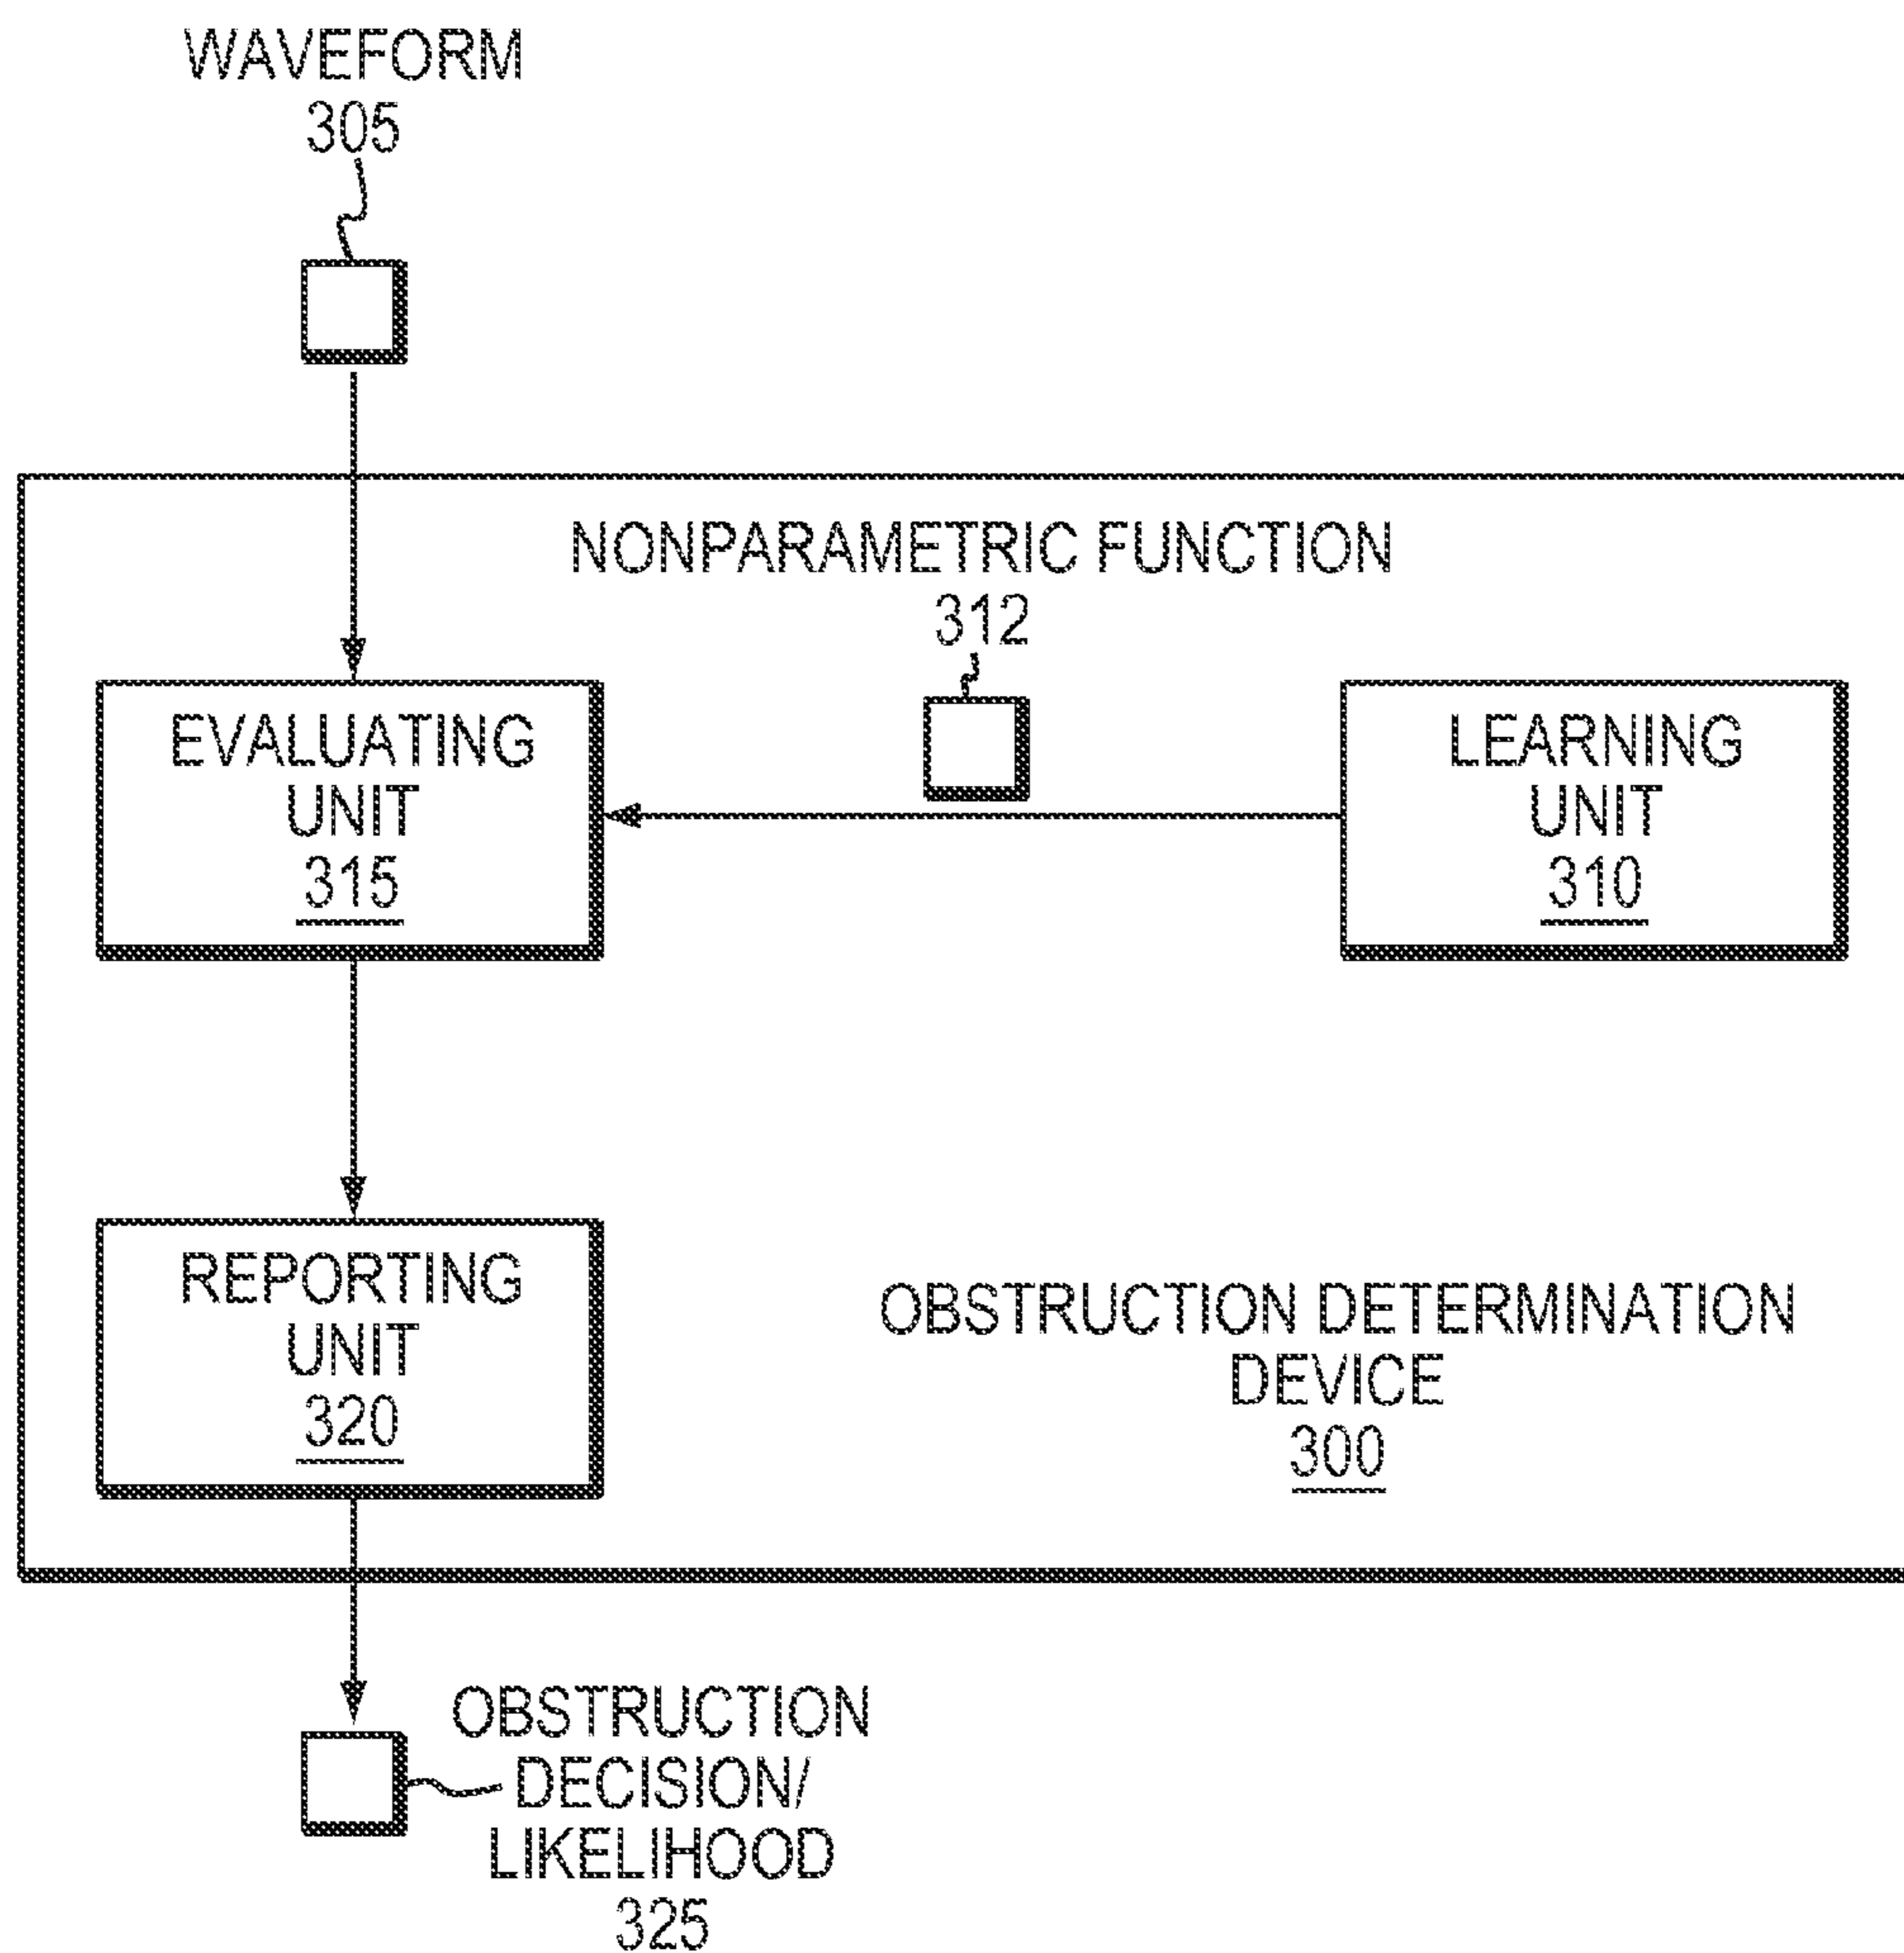 WAVEFORM
305
NONPARAMETRIC FUNCTION
312
EVALUATING
UNIT
315
LEARNING
UNIT
310
REPORTING
UNIT
320
OBSTRUCTION DETERMINATION
DEVICE
300
OBSTRUCTION
DECISION/
LIKELIHOOD
325